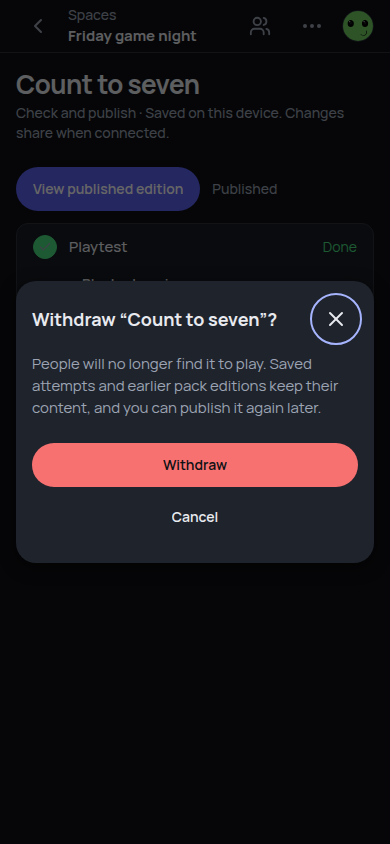 Spaces
Friday game night
Count to seven
Check and publish · Saved on this device. Changes
share when connected.
View published edition
Published
Playtest
Done
Withdraw “Count to seven”?
People will no longer find it to play. Saved
attempts and earlier pack editions keep their
content, and you can publish it again later.
Withdraw
Cancel